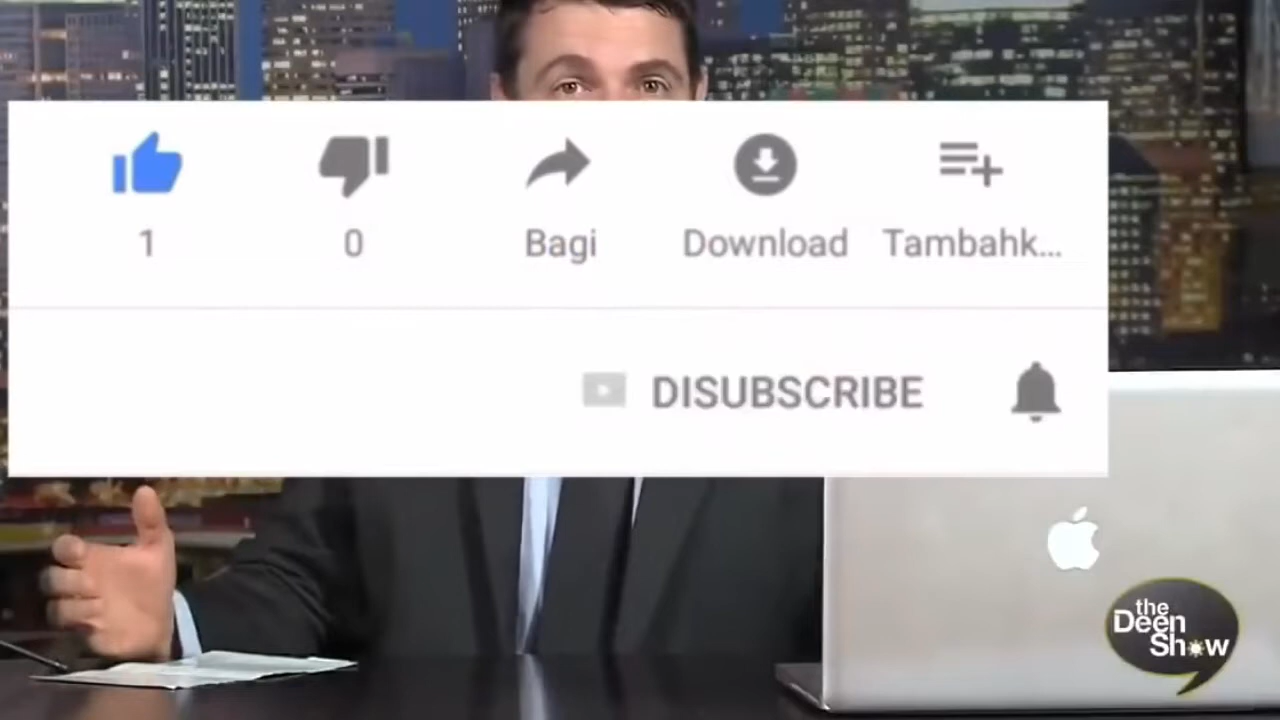 1
0
Bagi
Download
Tambahk...
DISUBSCRIBE
the
Deen
Show